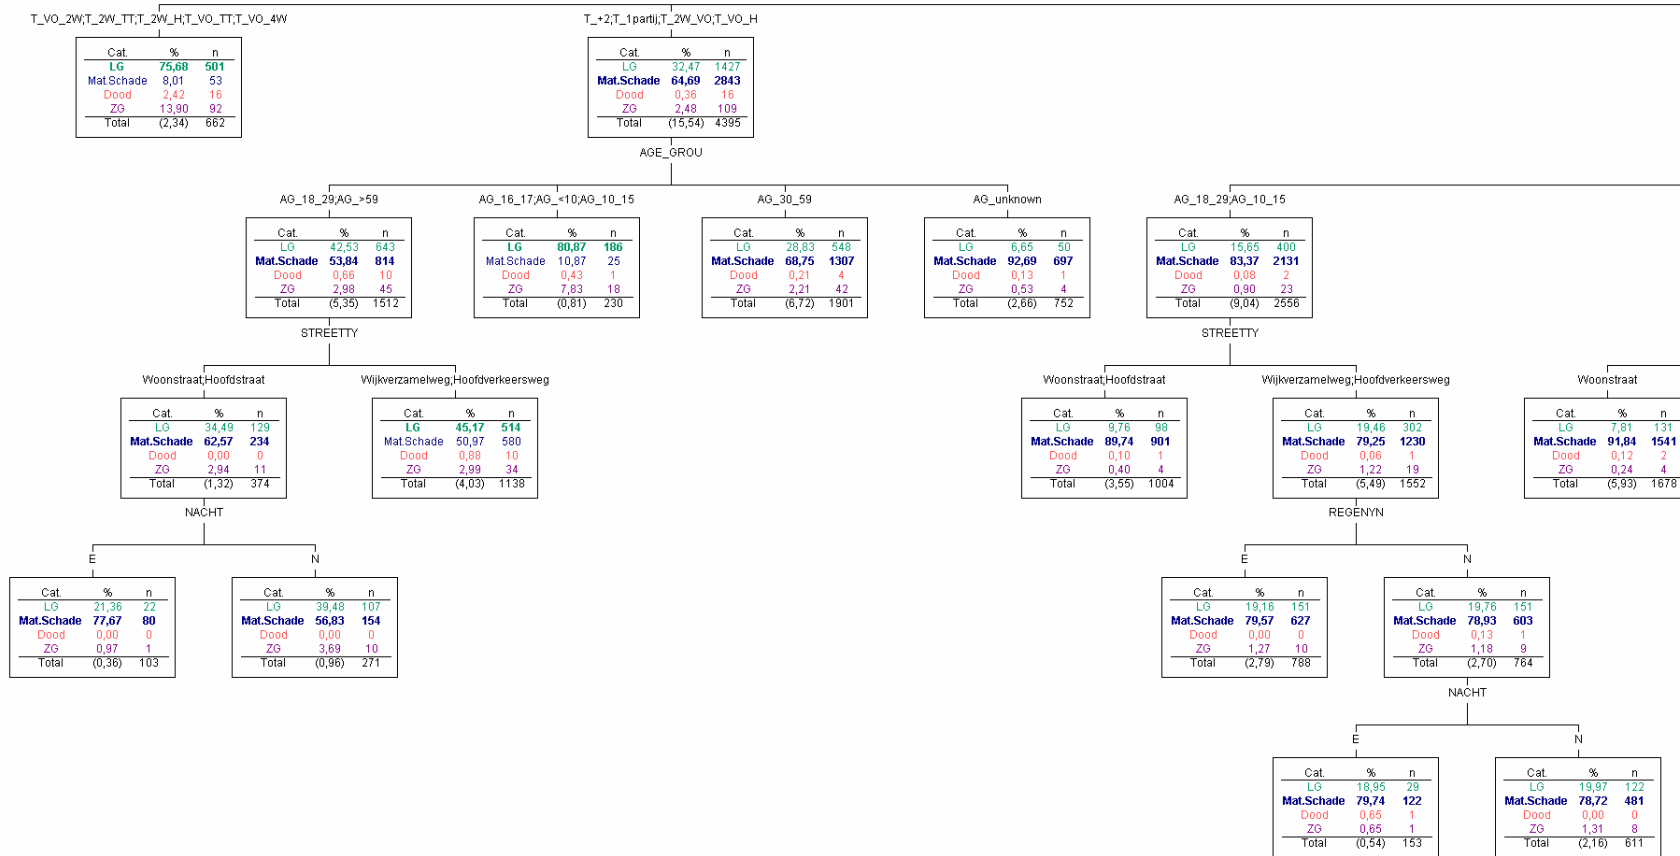 T_VO_2W;T_2W_TT;T_2W_H;T_VO_TT;T_VO_4W
Cat. % n
LG 75,68 501
Mat.Schade 8,01 53
Dood 2,42 16
ZG 13,90 92
Total (2,34) 662
T_+2;T_1partij;T_2W_VO;T_VO_H
Cat. % n
LG 32,47 1427
Mat.Schade 64,69 2843
Dood 0,36 16
ZG 2,48 109
Total (15,54) 4395
AGE_GROU
AG_18_29;AG_>59
Cat. % n
LG 42,53 643
Mat.Schade 53,84 814
Dood 0,66 10
ZG 2,98 45
Total (5,35) 1512
AG_16_17;AG_<10;AG_10_15
Cat. % n
LG 80,87 186
Mat.Schade 10,87 25
Dood 0,43 1
ZG 7,83 18
Total (0,81) 230
AG_30_59
Cat. % n
LG 28,83 548
Mat.Schade 68,75 1307
Dood 0,21 4
ZG 2,21 42
Total (6,72) 1901
AG_unknown
Cat. % n
LG 6,65 50
Mat.Schade 92,69 697
Dood 0,13 1
ZG 0,53 4
Total (2,66) 752
AG_18_29;AG_10_15
Cat. % n
LG 15,65 400
Mat.Schade 83,37 2131
Dood 0,08 2
ZG 0,90 23
Total (9,04) 2556
STREETTY
STREETTY
Woonstraat;Hoofdstraat
Cat. % n
LG 34,49 129
Mat.Schade 62,57 234
Dood 0,00 0
ZG 2,94 11
Total (1,32) 374
Wijkverzamelweg;Hoofdverkeersweg
Cat. % n
LG 45,17 514
Mat.Schade 50,97 580
Dood 0,88 10
ZG 2,99 34
Total (4,03) 1138
Woonstraat;Hoofdstraat
Cat. % n
LG 9,76 98
Mat.Schade 89,74 901
Dood 0,10 1
ZG 0,40 4
Total (3,55) 1004
Wijkverzamelweg;Hoofdverkeersweg
Cat. % n
LG 19,46 302
Mat.Schade 79,25 1230
Dood 0,06 1
ZG 1,22 19
Total (5,49) 1552
Woonstraat
Cat. % n
LG 7,81 131
Mat.Schade 91,84 1541
Dood 0,12 2
ZG 0,24 4
Total (5,93) 1678
NACHT
REGENYN
E
Cat. % n
LG 21,36 22
Mat.Schade 77,67 80
Dood 0,00 0
ZG 0,97 1
Total (0,36) 103
N
Cat. % n
LG 39,48 107
Mat.Schade 56,83 154
Dood 0,00 0
ZG 3,69 10
Total (0,96) 271
E
Cat. % n
LG 19,16 151
Mat.Schade 79,57 627
Dood 0,00 0
ZG 1,27 10
Total (2,79) 788
N
Cat. % n
LG 19,76 151
Mat.Schade 78,93 603
Dood 0,13 1
ZG 1,18 9
Total (2,70) 764
NACHT
E
Cat. % n
LG 18,95 29
Mat.Schade 79,74 122
Dood 0,65 1
ZG 0,65 1
Total (0,54) 153
N
Cat. % n
LG 19,97 122
Mat.Schade 78,72 481
Dood 0,00 0
ZG 1,31 8
Total (2,16) 611